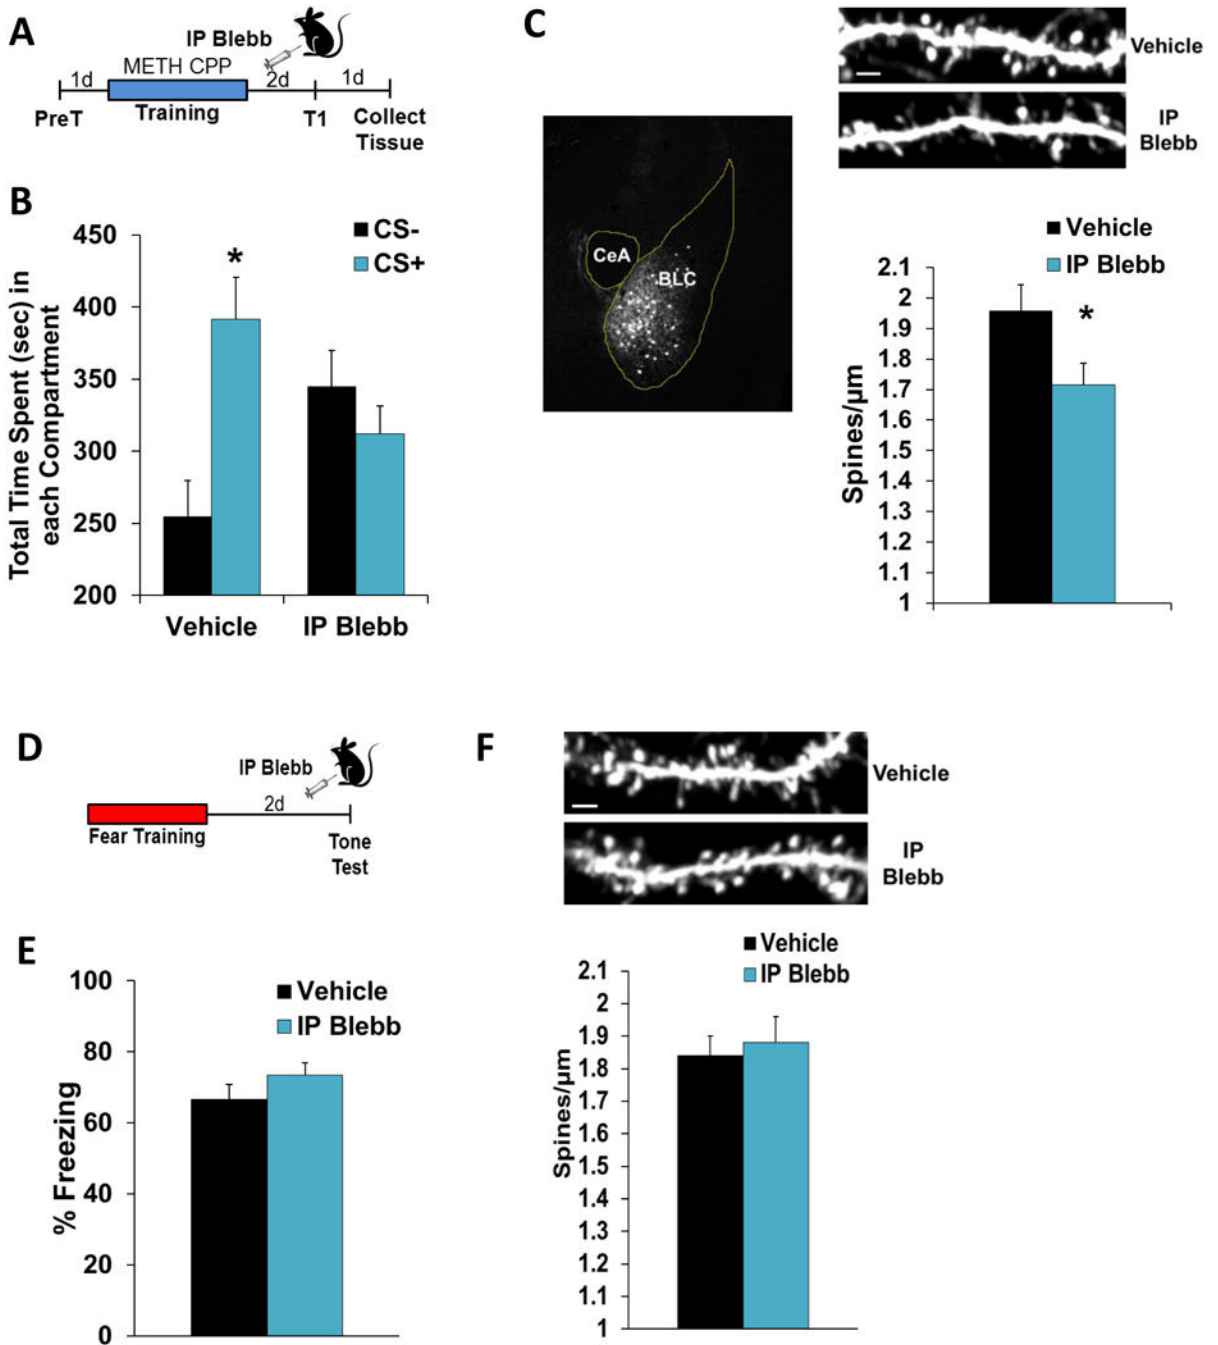 A
IP Blebb
1d
METH CPP
2d
1d
PreT
Training
T1
Collect
Tissue
B
CS-
CS+
Total Time Spent (sec) in
each Compartment
450
400
350
300
250
200
*
Vehicle
IP Blebb
C
Vehicle
IP
Blebb
CeA
BLC
Vehicle
IP Blebb
Spines/µm
2.1
2
1.9
1.8
1.7
1.6
1.5
1.4
1.3
1.2
1.1
1
*
D
IP Blebb
2d
Fear Training
Tone
Test
E
Vehicle
IP Blebb
% Freezing
100
80
60
40
20
0
F
Vehicle
IP
Blebb
Vehicle
IP Blebb
Spines/µm
2.1
2
1.9
1.8
1.7
1.6
1.5
1.4
1.3
1.2
1.1
1